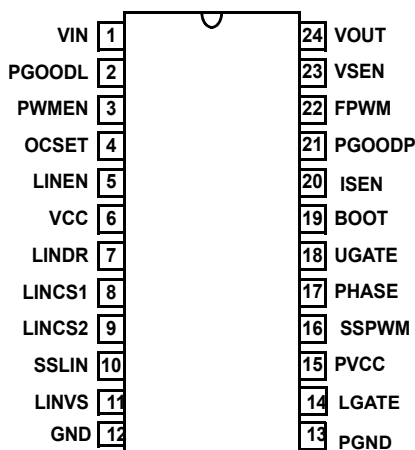 VIN 1 24 VOUT
PGOODL 2 23 VSEN
PWMEN 3 22 FPWM
OCSET 4 21 PGOODP
LINEN 5 20 ISEN
VCC 6 19 BOOT
LINDR 7 18 UGATE
LINCS1 8 17 PHASE
LINCS2 9 16 SSPWM
SSLIN 10 15 PVCC
LINVS 11 14 LGATE
GND 12 13 PGND